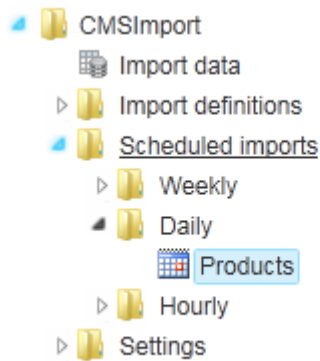 CMSImport
Import data
Import definitions
Scheduled imports
Weekly
Daily
Products
Hourly
Settings